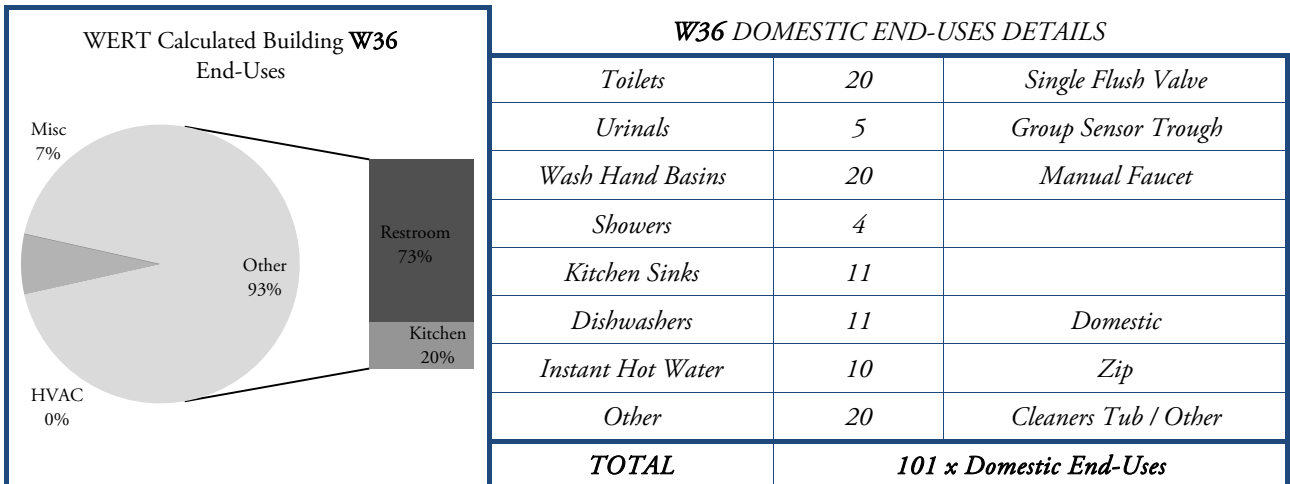 WERT Calculated Building W36
End-Uses
Misc
7%
Other
93%
HVAC
0%
Restroom
73%
Kitchen
20%
W36 DOMESTIC END-USES DETAILS
Toilets 20 Single Flush Valve
Urinals 5 Group Sensor Trough
Wash Hand Basins 20 Manual Faucet
Showers 4
Kitchen Sinks 11
Dishwashers 11 Domestic
Instant Hot Water 10 Zip
Other 20 Cleaners Tub / Other
TOTAL 101 x Domestic End-Uses